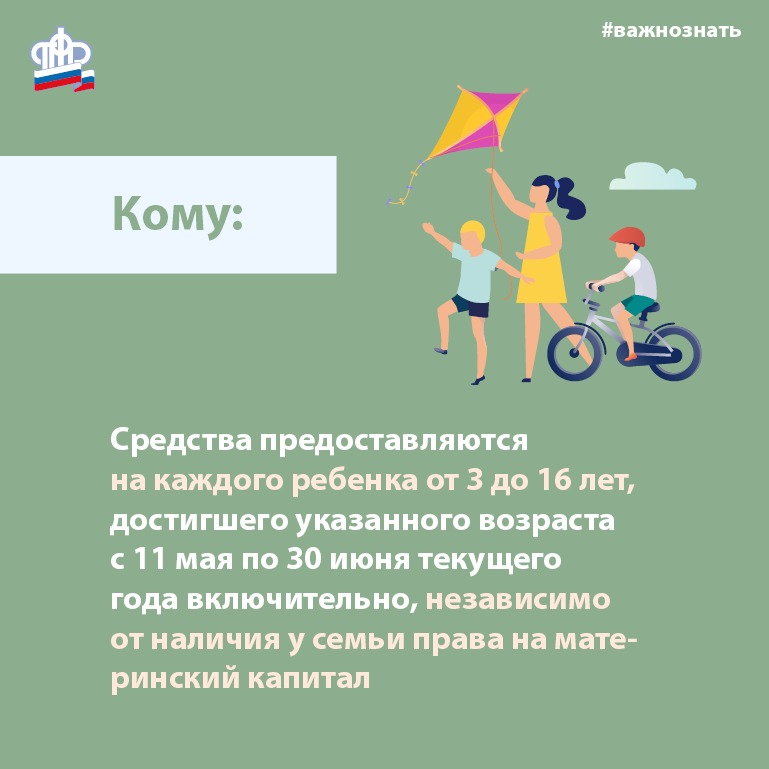 #важнознать
Кому:
Средства предоставляются
на каждого ребенка от 3 до 16 лет,
достигшего указанного возраста
с 11 мая по 30 июня текущего
года включительно, независимо
от наличия у семьи права на мате-
ринский капитал